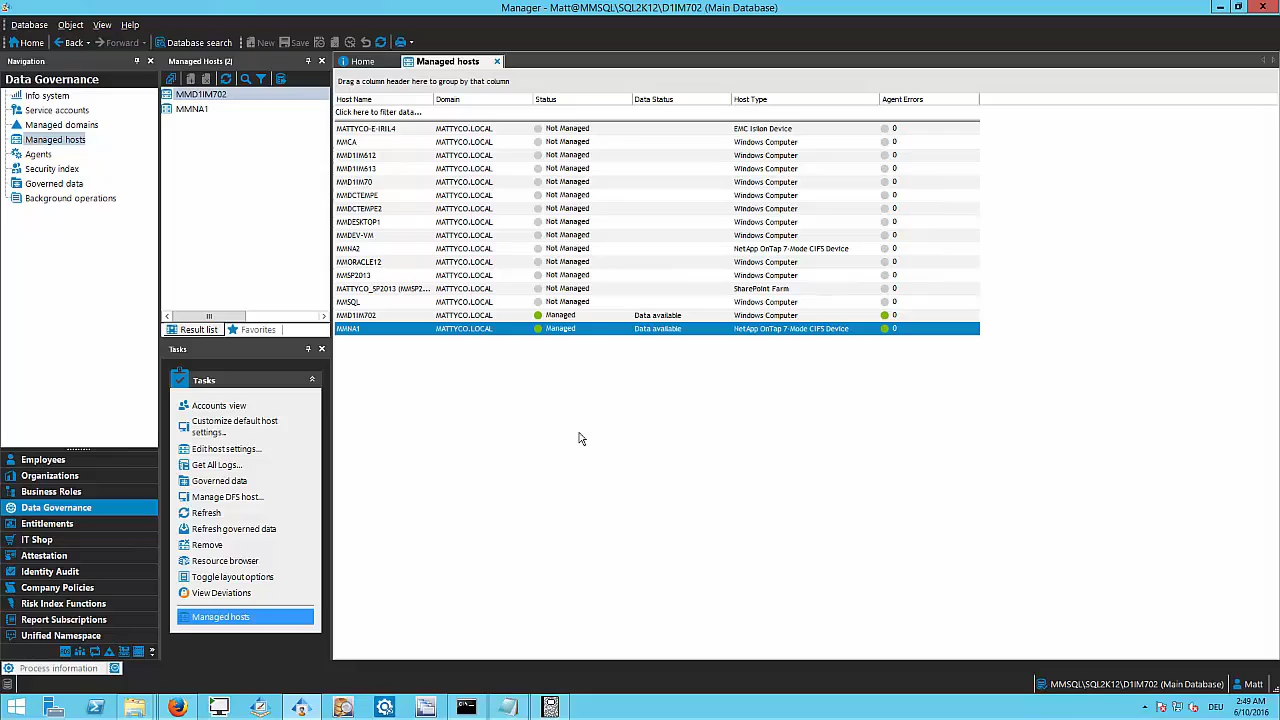 Manager - Matt@MMSQL\SQL2K12\D1IM702 (Main Database)
Database Object View Help
Home Back Forward Database search New Save
Navigation
Data Governance
Info system
Service accounts
Managed domains
Managed hosts
Agents
Security index
Governed data
Background operations
Employees
Organizations
Business Roles
Data Governance
Entitlements
IT Shop
Attestation
Identity Audit
Company Policies
Risk Index Functions
Report Subscriptions
Unified Namespace
Process information
Managed Hosts (2)
MMD1IM702
MMNA1
Result list Favorites
Tasks
Tasks
Accounts view
Customize default host
settings...
Edit host settings...
Get All Logs...
Governed data
Manage DFS host...
Refresh
Refresh governed data
Remove
Resource browser
Toggle layout options
View Deviations
Managed hosts
Home Managed hosts
Drag a column header here to group by that column
Host Name Domain Status Data Status Host Type Agent Errors
Click here to filter data...
MATTYCO-E-IRIL4 MATTYCO.LOCAL Not Managed EMC Isilon Device 0
MMCA MATTYCO.LOCAL Not Managed Windows Computer 0
MMD1IM612 MATTYCO.LOCAL Not Managed Windows Computer 0
MMD1IM613 MATTYCO.LOCAL Not Managed Windows Computer 0
MMD1IM70 MATTYCO.LOCAL Not Managed Windows Computer 0
MMDCTEMPE MATTYCO.LOCAL Not Managed Windows Computer 0
MMDCTEMPE2 MATTYCO.LOCAL Not Managed Windows Computer 0
MMDESKTOP1 MATTYCO.LOCAL Not Managed Windows Computer 0
MMDEV-VM MATTYCO.LOCAL Not Managed Windows Computer 0
MMNA2 MATTYCO.LOCAL Not Managed NetApp OnTap 7-Mode CIFS Device 0
MMORACLE12 MATTYCO.LOCAL Not Managed Windows Computer 0
MMSP2013 MATTYCO.LOCAL Not Managed Windows Computer 0
MATTYCO_SP2013 (MMSP2... MATTYCO.LOCAL Not Managed SharePoint Farm 0
MMSQL MATTYCO.LOCAL Not Managed Windows Computer 0
MMD1IM702 MATTYCO.LOCAL Managed Data available Windows Computer 0
MMNA1 MATTYCO.LOCAL Managed Data available NetApp OnTap 7-Mode CIFS Device 0
MMSQL\SQL2K12\D1IM702 (Main Database) Matt
DEU
2:49 AM
6/10/2016